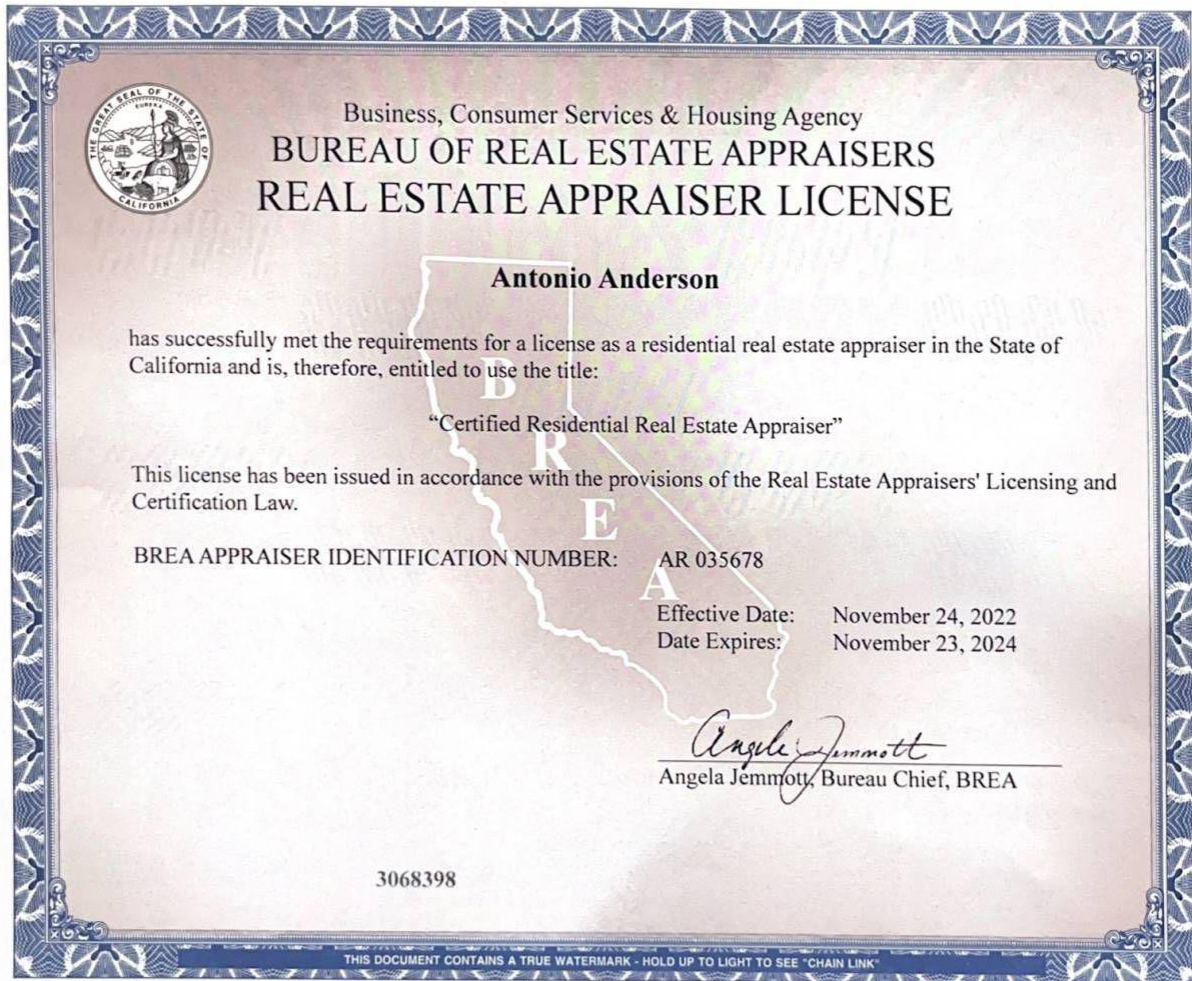 THE GREAT SEAL OF THE STATE OF CALIFORNIA
EUREKA
Business, Consumer Services & Housing Agency
BUREAU OF REAL ESTATE APPRAISERS
REAL ESTATE APPRAISER LICENSE
Antonio Anderson
has successfully met the requirements for a license as a residential real estate appraiser in the State of
California and is, therefore, entitled to use the title:
B
“Certified Residential Real Estate Appraiser”
R
This license has been issued in accordance with the provisions of the Real Estate Appraisers' Licensing and
Certification Law.
E
BREA APPRAISER IDENTIFICATION NUMBER: AR 035678
A
Effective Date: November 24, 2022
Date Expires: November 23, 2024
Angela Jemmott
Angela Jemmott, Bureau Chief, BREA
3068398
THIS DOCUMENT CONTAINS A TRUE WATERMARK - HOLD UP TO LIGHT TO SEE "CHAIN LINK"